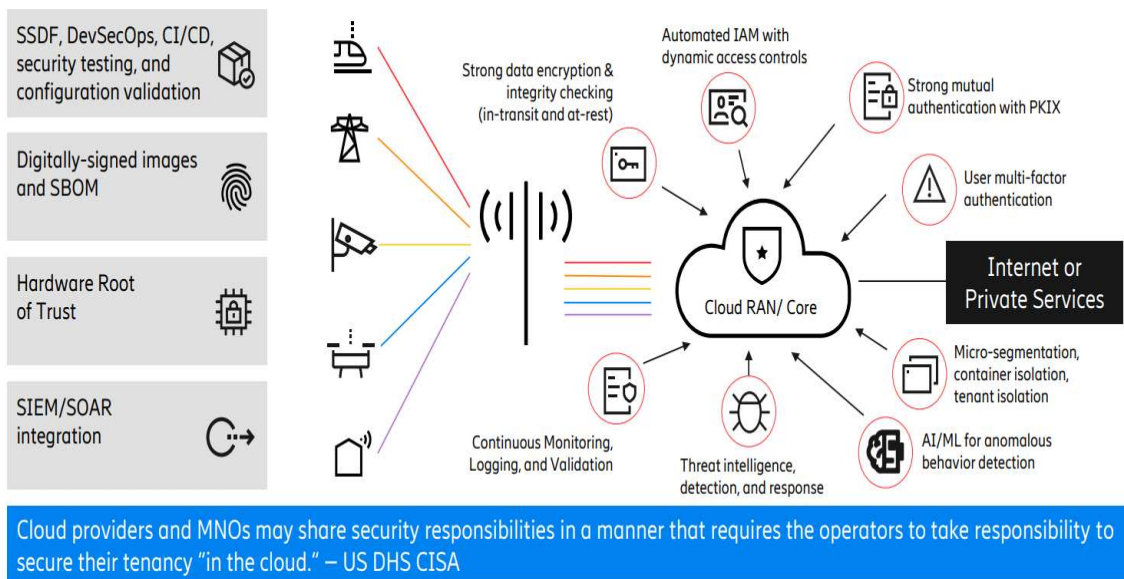 SSDF, DevSecOps, CI/CD,
security testing, and
configuration validation
Digitally-signed images
and SBOM
Hardware Root
of Trust
SIEM/SOAR
integration
Strong data encryption &
integrity checking
(in-transit and at-rest)
Automated IAM with
dynamic access controls
Strong mutual
authentication with PKIX
User multi-factor
authentication
Cloud RAN/ Core
Internet or
Private Services
Micro-segmentation,
container isolation,
tenant isolation
AI/ML for anomalous
behavior detection
Threat intelligence,
detection, and response
Continuous Monitoring,
Logging, and Validation
Cloud providers and MNOs may share security responsibilities in a manner that requires the operators to take responsibility to
secure their tenancy “in the cloud.” – US DHS CISA